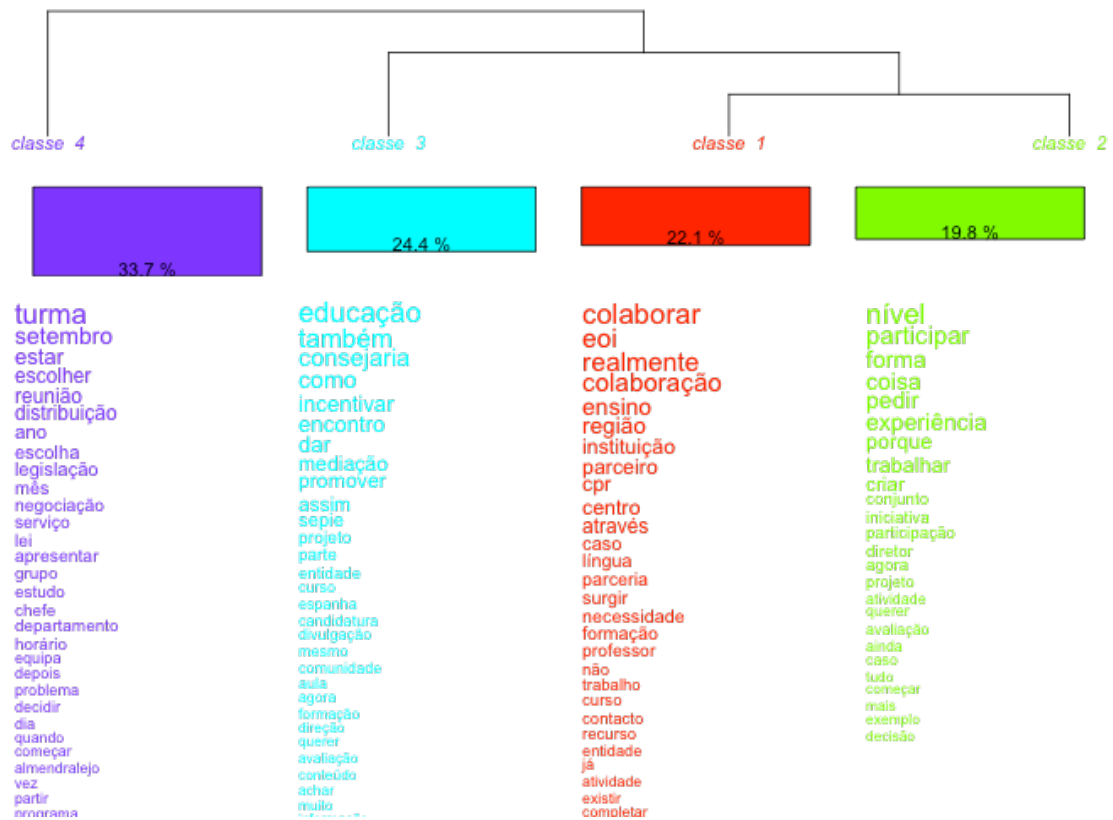 classe 4
classe 3
classe 1
classe 2
33.7 %
24.4 %
22.1 %
19.8 %
turma
setembro
estar
escolher
reunião
distribuição
ano
escolha
legislação
mês
negociação
serviço
lei
apresentar
grupo
estudo
chefe
departamento
horário
equipa
depois
problema
decidir
dia
quando
começar
almendralejo
vez
partir
programa
educação
também
consejaria
como
incentivar
encontro
dar
mediação
promover
assim
sepie
projeto
parte
entidade
curso
espanha
candidatura
divulgação
mesmo
comunidade
aula
agora
formação
direção
querer
avaliação
conteúdo
achar
muito
colaborar
eoi
realmente
colaboração
ensino
região
instituição
parceiro
cpr
centro
através
caso
língua
parceria
surgir
necessidade
formação
professor
não
trabalho
curso
contacto
recurso
entidade
já
atividade
existir
completar
nível
participar
forma
coisa
pedir
experiência
porque
trabalhar
criar
conjunto
iniciativa
participação
diretor
agora
projeto
atividade
querer
avaliação
ainda
caso
tudo
começar
mais
exemplo
decisão